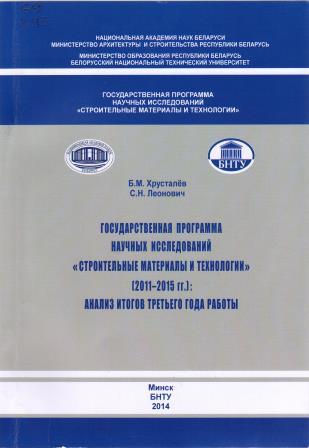 НАЦИОНАЛЬНАЯ АКАДЕМИЯ НАУК БЕЛАРУСИ
МИНИСТЕРСТВО АРХИТЕКТУРЫ И СТРОИТЕЛЬСТВА РЕСПУБЛИКИ БЕЛАРУСЬ
МИНИСТЕРСТВО ОБРАЗОВАНИЯ РЕСПУБЛИКИ БЕЛАРУСЬ
БЕЛОРУССКИЙ НАЦИОНАЛЬНЫЙ ТЕХНИЧЕСКИЙ УНИВЕРСИТЕТ
ГОСУДАРСТВЕННАЯ ПРОГРАММА
НАУЧНЫХ ИССЛЕДОВАНИЙ
«СТРОИТЕЛЬНЫЕ МАТЕРИАЛЫ И ТЕХНОЛОГИИ»
БНТУ
Б.М. Хрусталёв
С.Н. Леонович
ГОСУДАРСТВЕННАЯ ПРОГРАММА
НАУЧНЫХ ИССЛЕДОВАНИЙ
«СТРОИТЕЛЬНЫЕ МАТЕРИАЛЫ И ТЕХНОЛОГИИ»
(2011–2015 гг.):
АНАЛИЗ ИТОГОВ ТРЕТЬЕГО ГОДА РАБОТЫ
Минск
БНТУ
2014